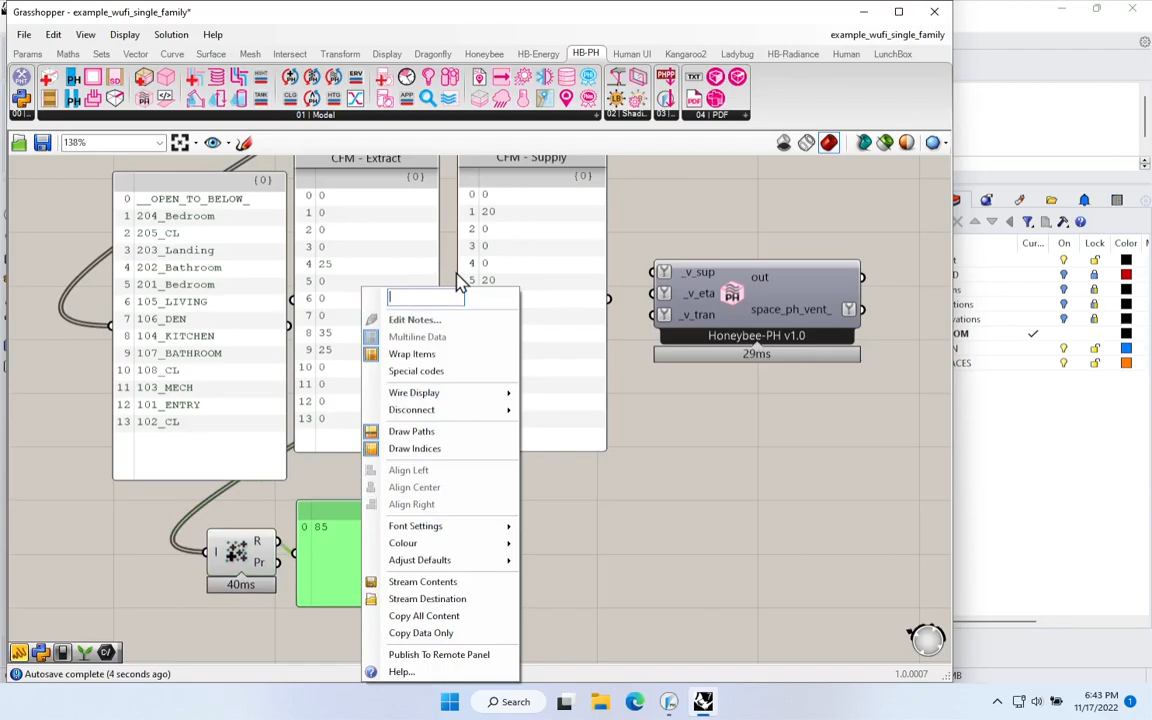 Grasshopper - example_wufi_single_family*
File Edit View Display Solution Help
example_wufi_single_family
Params Maths Sets Vector Curve Surface Mesh Intersect Transform Display Dragonfly Honeybee HB-Energy HB-PH Human UI Kangaroo2 Ladybug HB-Radiance Human LunchBox
01 | Model
04 | PDF
138%
CFM - Extract
CFM - Supply
{0}
0 __OPEN_TO_BELOW_
1 204_Bedroom
2 205_CL
3 203_Landing
4 202_Bathroom
5 201_Bedroom
6 105_LIVING
7 106_DEN
8 104_KITCHEN
9 107_BATHROOM
10 108_CL
11 103_MECH
12 101_ENTRY
13 102_CL
{0}
0 0
1 0
2 0
3 0
4 25
5 0
6 0
7 0
8 35
9 25
10 0
11 0
12 0
13 0
{0}
0 0
1 20
2 0
3 0
4 0
5 20
Edit Notes...
Multiline Data
Wrap Items
Special codes
Wire Display
Disconnect
Draw Paths
Draw Indices
Align Left
Align Center
Align Right
Font Settings
Colour
Adjust Defaults
Stream Contents
Stream Destination
Copy All Content
Copy Data Only
Publish To Remote Panel
Help...
_v_sup
_v_eta
_v_tran
out
space_ph_vent_
Honeybee-PH v1.0
29ms
I
R
Pr
40ms
0 85
Cur... On Lock Color
Autosave complete (4 seconds ago)
1.0.0007
Search
6:43 PM
11/17/2022